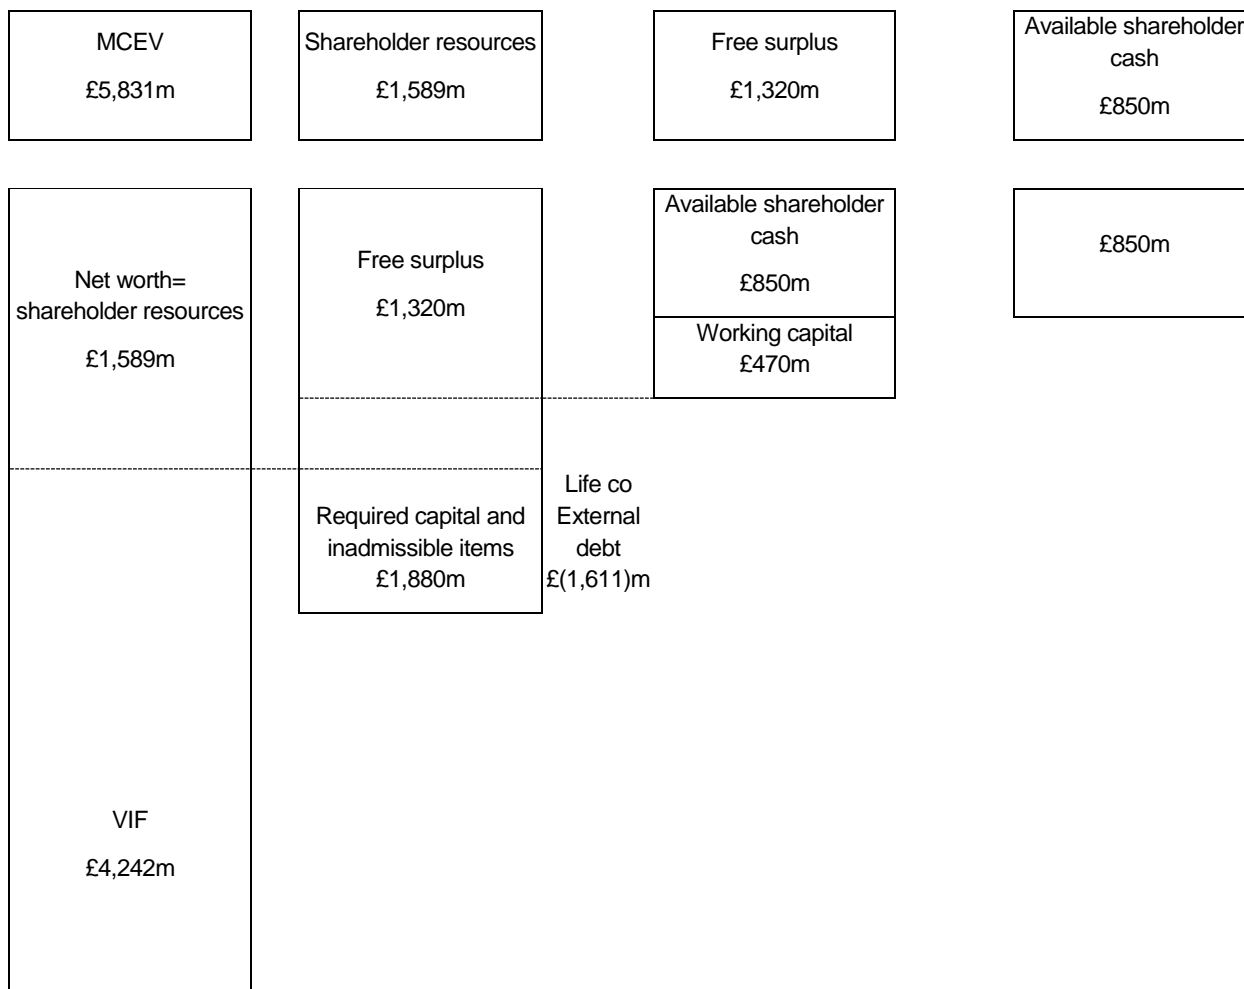 MCEV
£5,831m
Shareholder resources
£1,589m
Free surplus
£1,320m
Available shareholder
cash
£850m
Net worth=
shareholder resources
£1,589m
Free surplus
£1,320m
Available shareholder
cash
£850m
Working capital
£470m
£850m
Required capital and
inadmissible items
£1,880m
Life co
External
debt
£(1,611)m
VIF
£4,242m